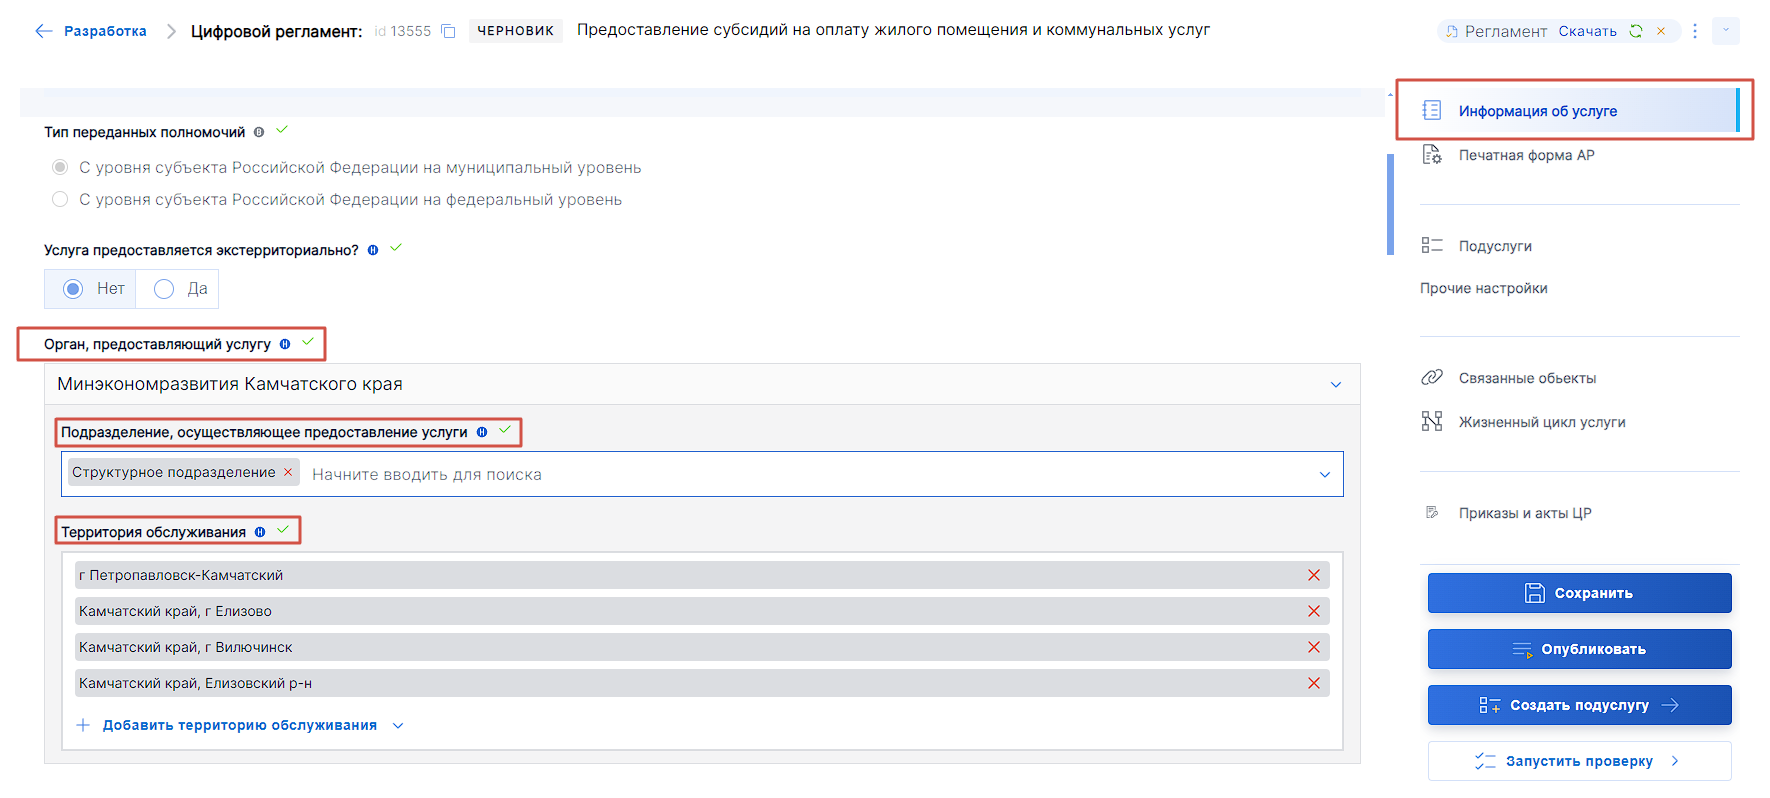 Разработка
Цифровой регламент: id 13555 ЧЕРНОВИК Предоставление субсидий на оплату жилого помещения и коммунальных услуг
Регламент Скачать
Тип переданных полномочий
С уровня субъекта Российской Федерации на муниципальный уровень
С уровня субъекта Российской Федерации на федеральный уровень
Услуга предоставляется экстерриториально? Н
Нет Да
Орган, предоставляющий услугу Н
Минэкономразвития Камчатского края
Подразделение, осуществляющее предоставление услуги Н
Структурное подразделение × Начните вводить для поиска
Территория обслуживания Н
г Петропавловск-Камчатский
Камчатский край, г Елизово
Камчатский край, г Вилючинск
Камчатский край, Елизовский р-н
Добавить территорию обслуживания
Информация об услуге
Печатная форма АР
Подуслуги
Прочие настройки
Связанные обьекты
Жизненный цикл услуги
Приказы и акты ЦР
Сохранить
Опубликовать
Создать подуслугу
Запустить проверку